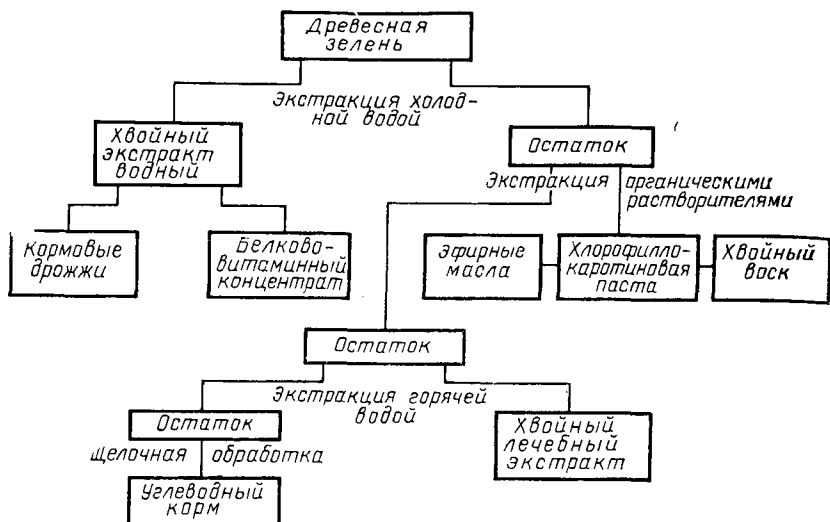 Древесная
зелень
Экстракция холод-
ной водой
Хвойный
экстракт
водный
Остаток
Экстракция органическими
растворителями
Кормовые
дрожжи
Белково-
витаминный
концентрат
Эфирные
масла
Хлорофилло-
каротиновая
паста
Хвойный
воск
Остаток
Экстракция горячей
водой
Остаток
Хвойный
лечебный
экстракт
Щелочная обработка
Углеводный
корм